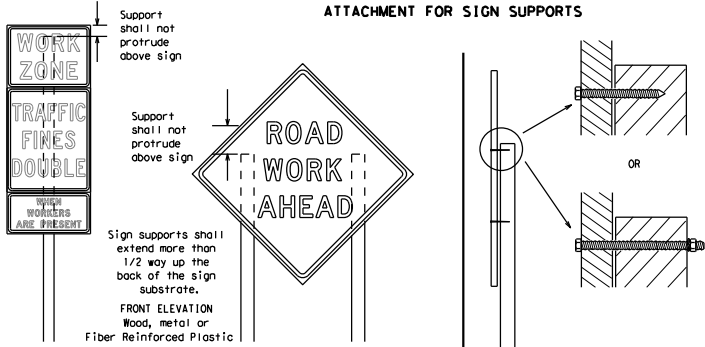 ATTACHMENT FOR SIGN SUPPORTS
Support
shall not
protrude
above sign
WORK
ZONE
TRAFFIC
FINES
DOUBLE
WHEN
WORKERS
ARE PRESENT
Support
shall not
protrude
above sign
ROAD
WORK
AHEAD
Sign supports shall
extend more than
1/2 way up the
back of the sign
substrate.
FRONT ELEVATION
Wood, metal or
Fiber Reinforced Plastic
OR